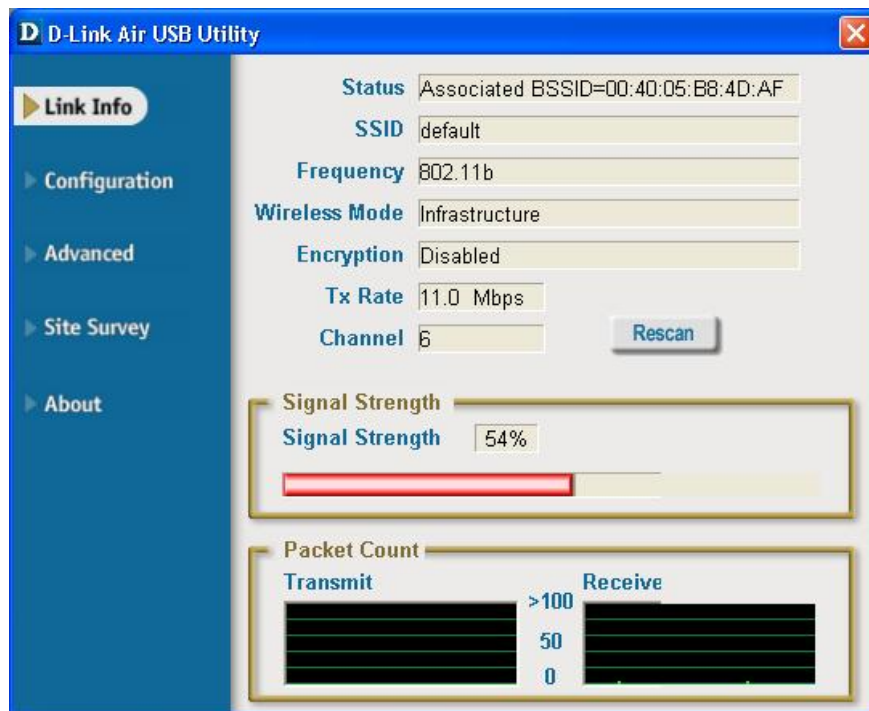 D D-Link Air USB Utility
Link Info
Configuration
Advanced
Site Survey
About
Status Associated BSSID=00:40:05:B8:4D:AF
SSID default
Frequency 802.11b
Wireless Mode Infrastructure
Encryption Disabled
Tx Rate 11.0 Mbps
Channel 6
Rescan
Signal Strength
Signal Strength 54%
Packet Count
Transmit
Receive
>100
50
0